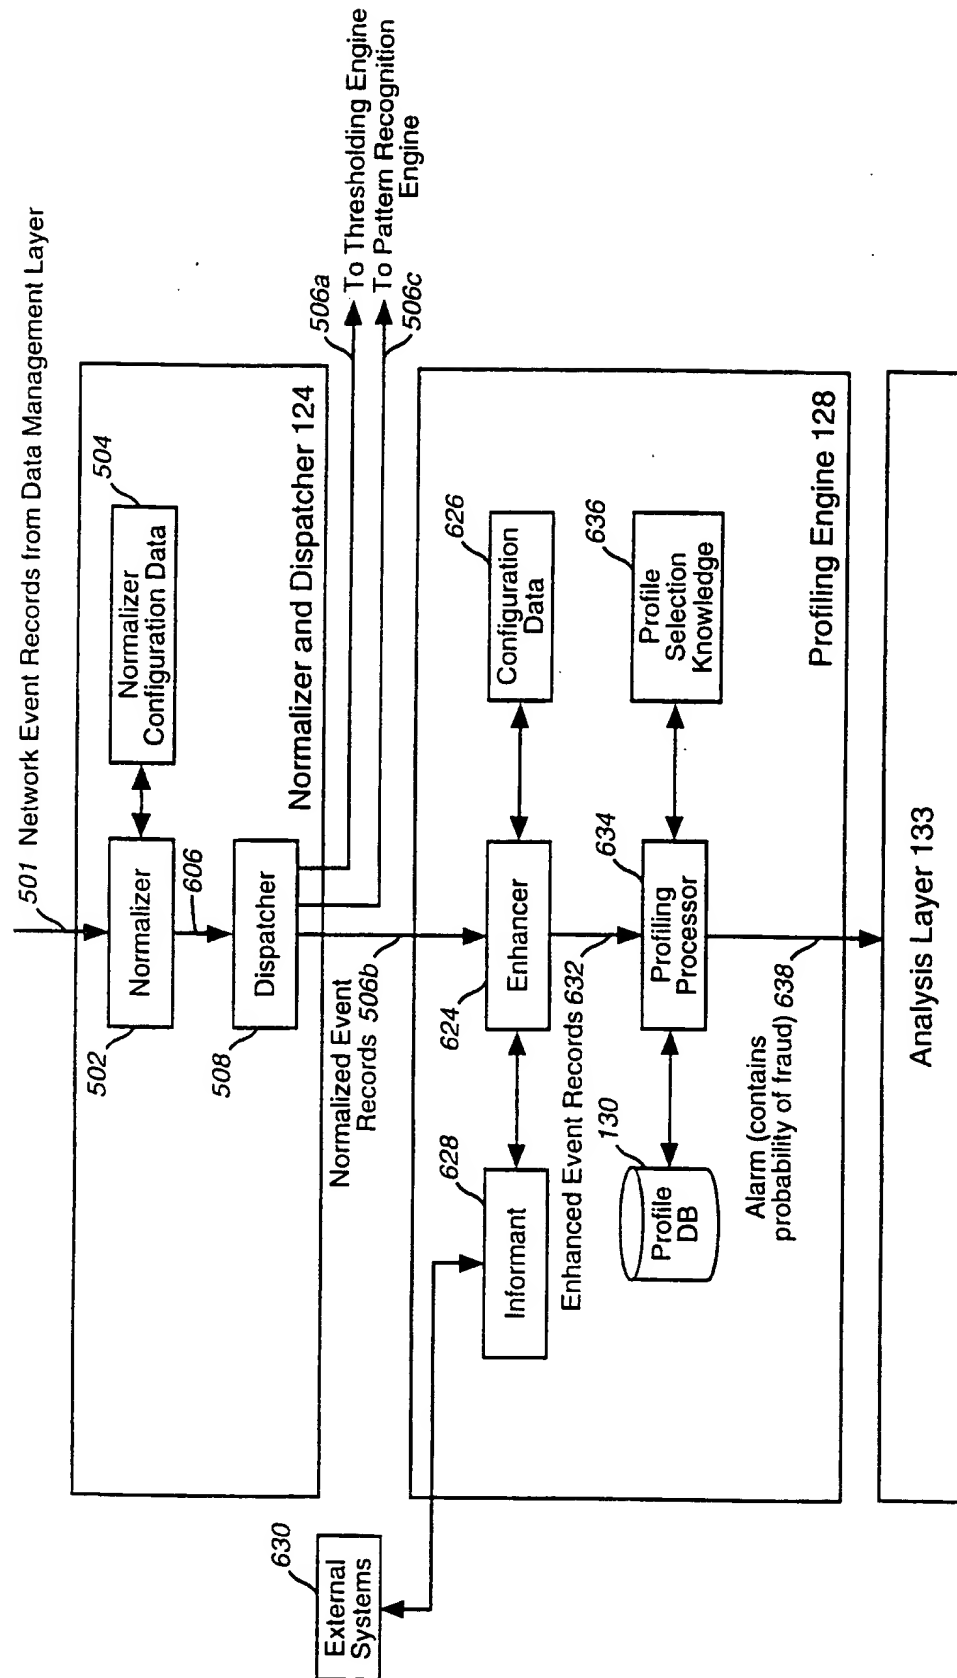 501 Network Event Records from Data Management Layer
504
Normalizer
Configuration Data
Normalizer
502
606
Dispatcher
508
Normalizer and Dispatcher 124
506a
To Thresholding Engine
To Pattern Recognition
Engine
506c
Normalized Event
Records 506b
630
External
Systems
628
Informant
624
Enhancer
626
Configuration
Data
Enhanced Event Records 632
130
Profile
DB
634
Profiling
Processor
636
Profile
Selection
Knowledge
Alarm (contains
probability of fraud) 638
Profiling Engine 128
Analysis Layer 133